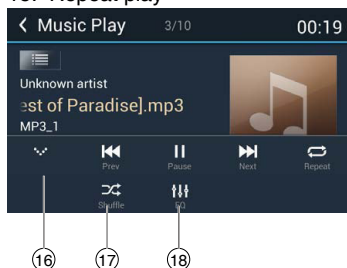 Music Play 3/10 00:19
Unknown artist
est of Paradise].mp3
MP3_1
Prev Pause Next Repeat
Shuffle EQ
16 17 18